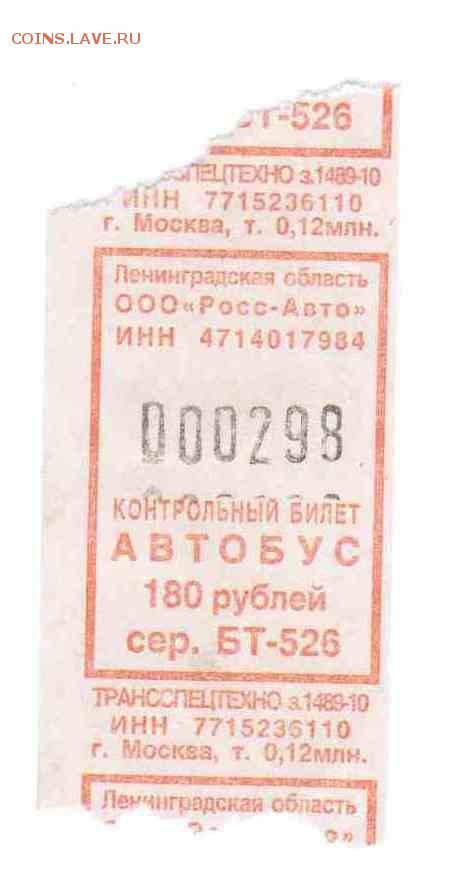 COINS.LAVE.RU
БТ-526
з.1489-10
ИНН 7715236110
г. Москва, т. 0,12млн.
Ленинградская область
ООО «Росс-Авто»
ИНН 4714017984
000298
КОНТРОЛЬНЫЙ БИЛЕТ
АВТОБУС
180 рублей
сер. БТ-526
ТРАНССПЕЦТЕХНО з.1489-10
ИНН 7715236110
г. Москва, т. 0,12млн.
Ленинградская область